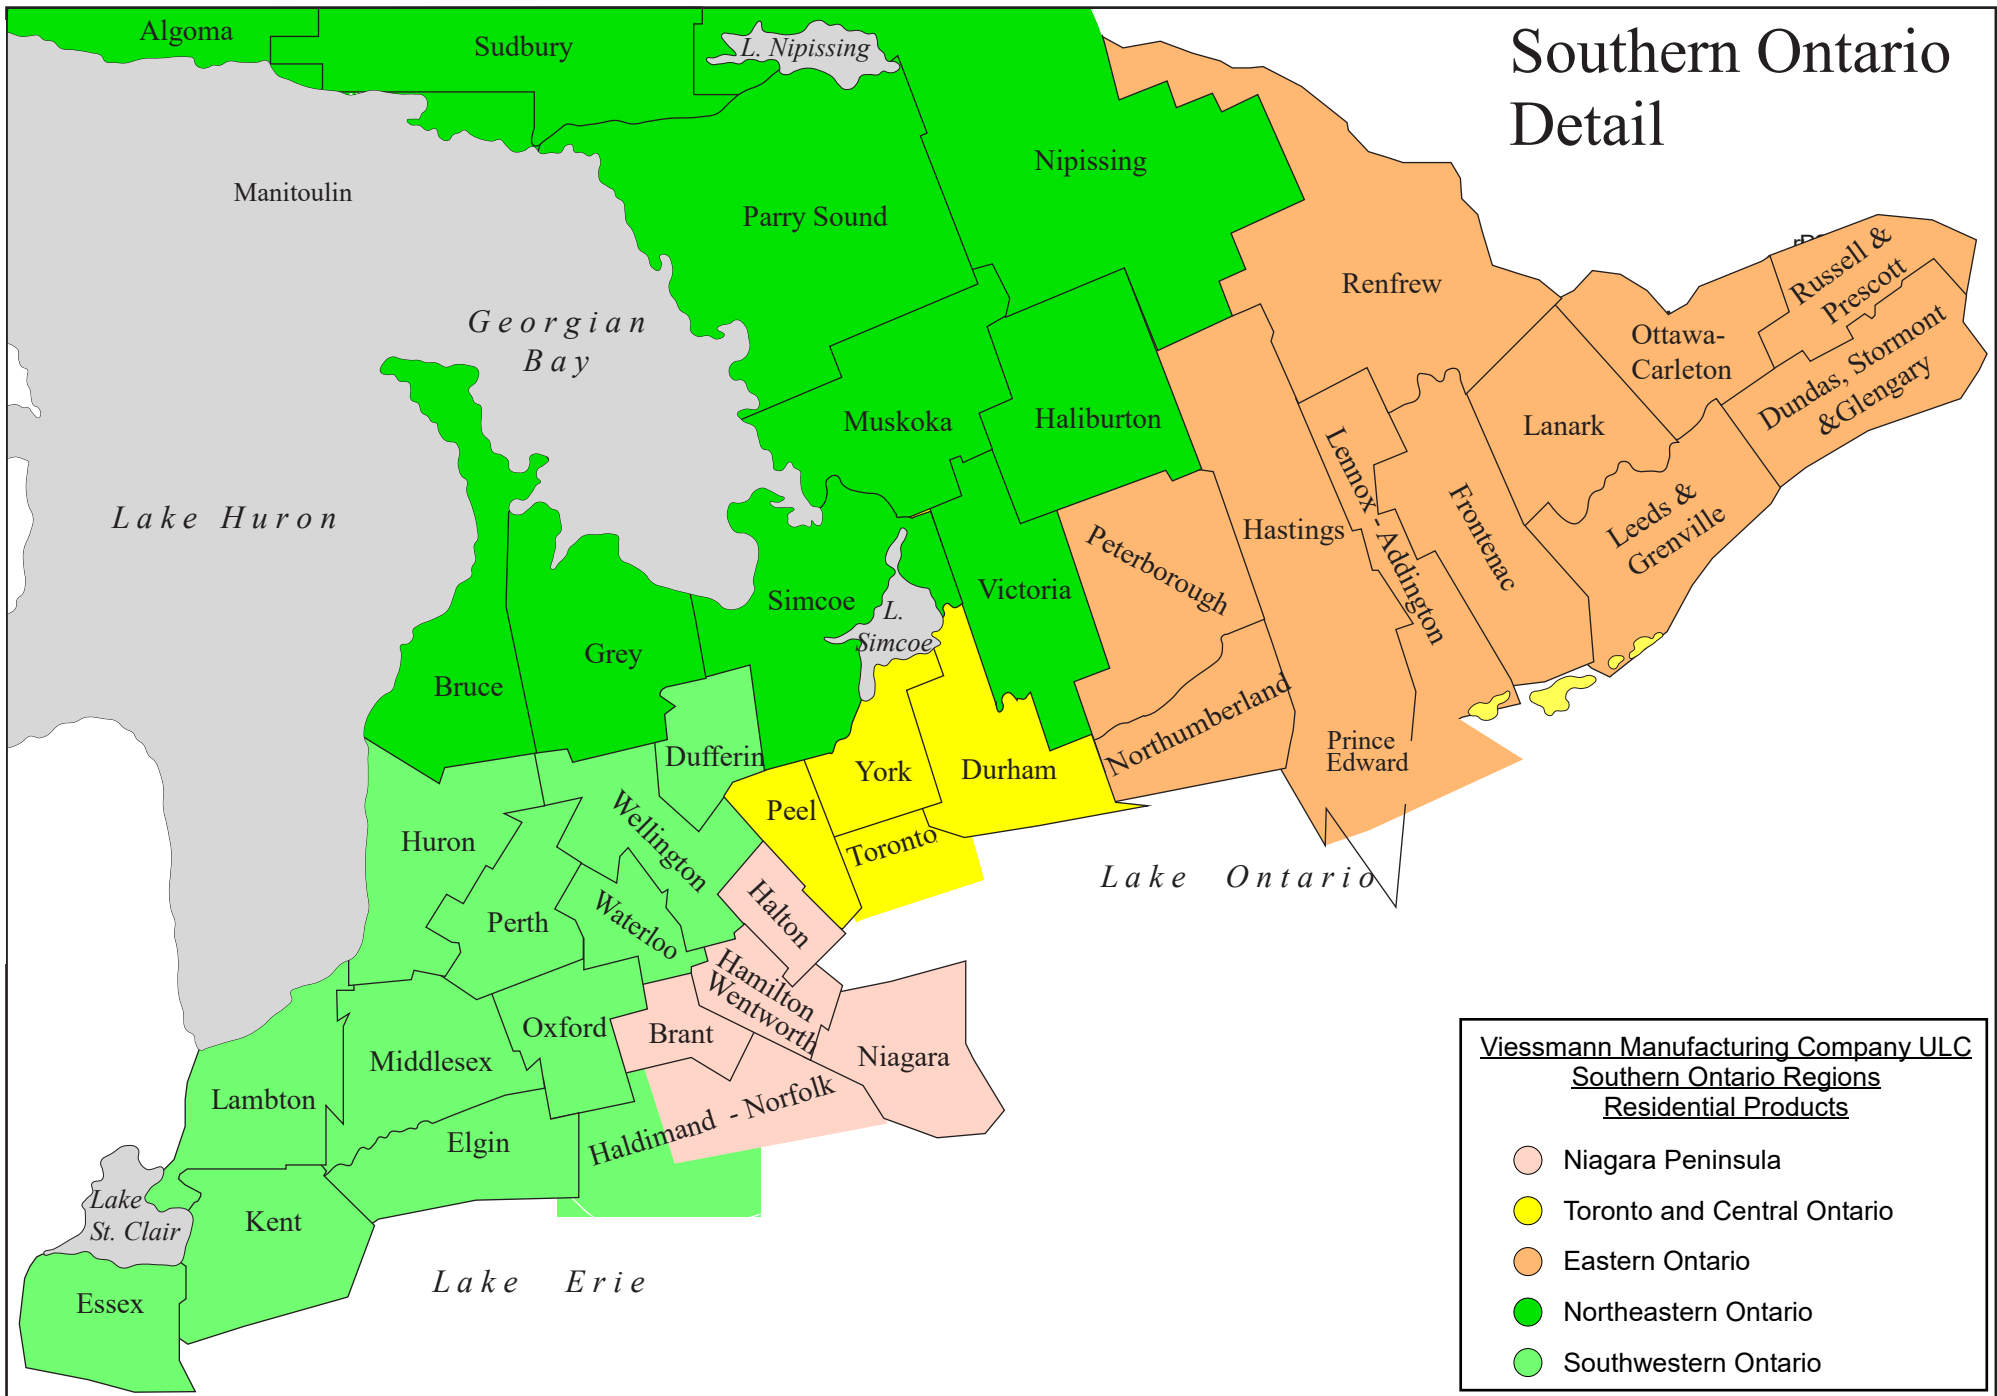 Southern Ontario
Detail
Algoma
Sudbury
L. Nipissing
Nipissing
Manitoulin
Parry Sound
Renfrew
Russell &
Prescott
Georgian
Bay
Ottawa-
Carleton
Dundas, Stormont
&Glengary
Muskoka
Haliburton
Lanark
Lake Huron
Lennox - Addington
Frontenac
Leeds &
Grenville
Hastings
Peterborough
Simcoe
Victoria
L.
Simcoe
Grey
Bruce
Northumberland
Prince
Edward
Dufferin
York
Durham
Peel
Toronto
Huron
Wellington
Lake Ontario
Halton
Perth
Waterloo
Hamilton
Wentworth
Oxford
Brant
Niagara
Middlesex
Lambton
Haldimand - Norfolk
Elgin
Lake
St. Clair
Kent
Lake Erie
Essex
Viessmann Manufacturing Company ULC
Southern Ontario Regions
Residential Products
Niagara Peninsula
Toronto and Central Ontario
Eastern Ontario
Northeastern Ontario
Southwestern Ontario